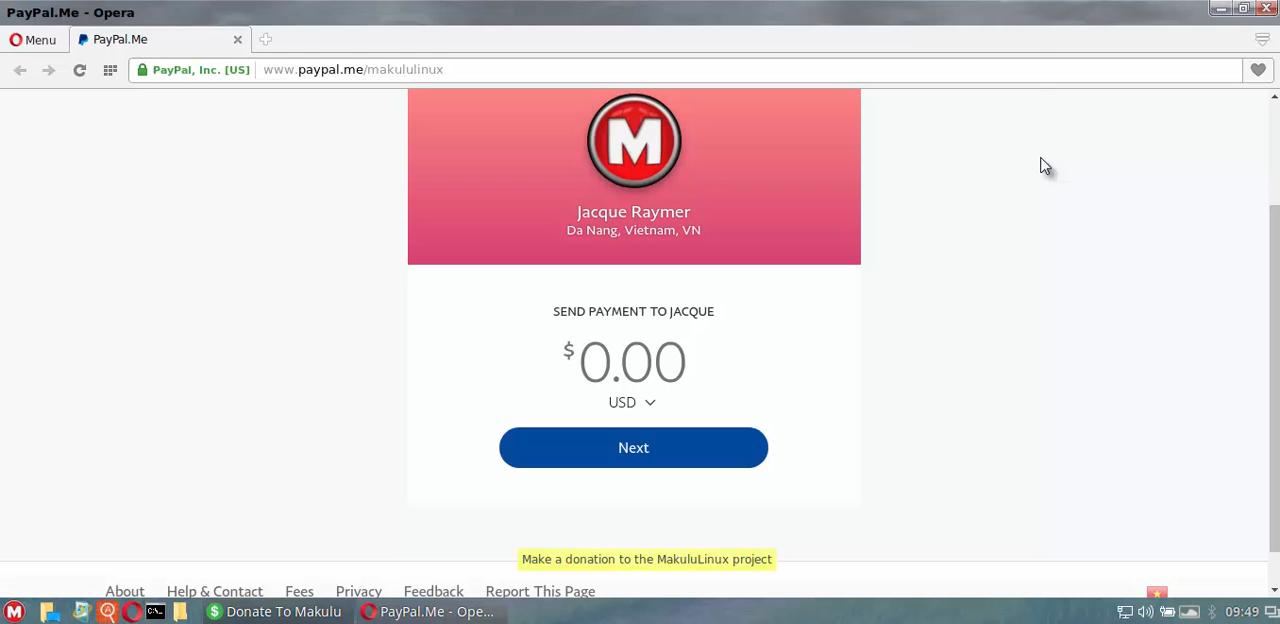 PayPal.Me - Opera
Menu
PayPal.Me
PayPal, Inc. [US]
www.paypal.me/makululinux
M
Jacque Raymer
Da Nang, Vietnam, VN
SEND PAYMENT TO JACQUE
$0.00
USD
Next
Make a donation to the MakuluLinux project
About Help & Contact Fees Privacy Feedback Report This Page
M
$ Donate To Makulu
PayPal.Me - Ope...
09:49